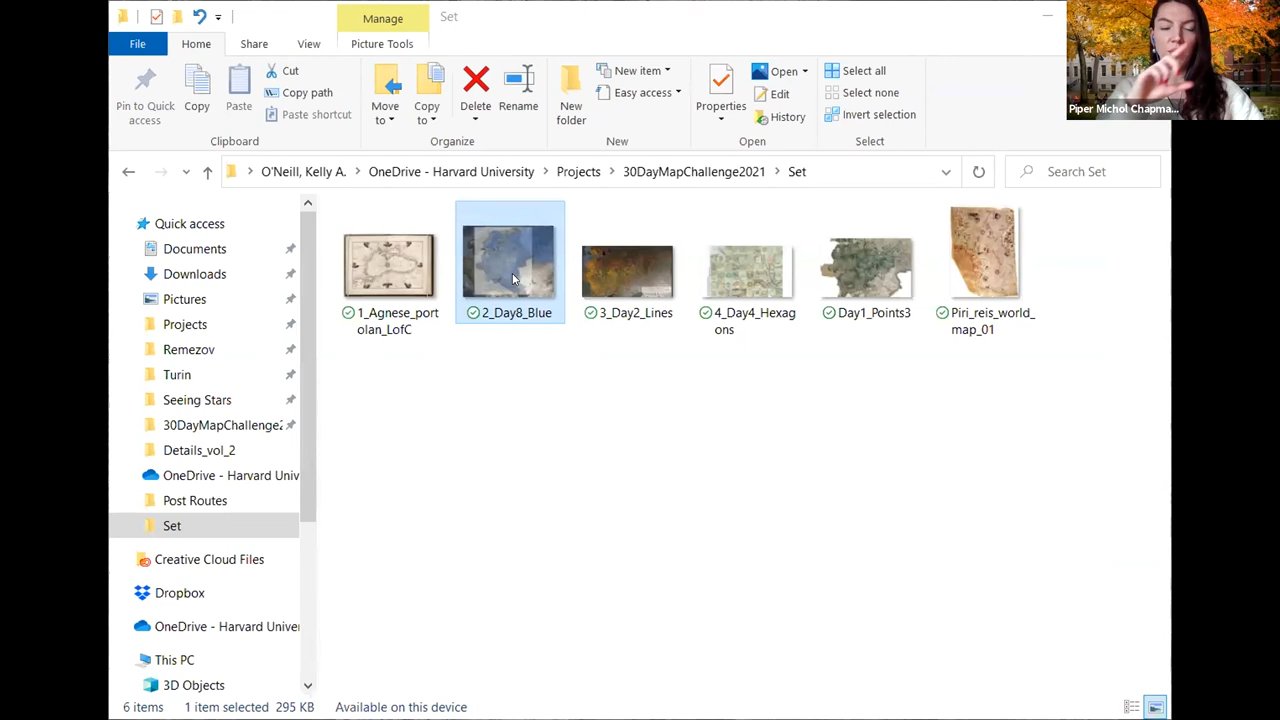 Manage
Set
File
Home
Share
View
Picture Tools
Pin to Quick access
Copy
Paste
Cut
Copy path
Paste shortcut
Clipboard
Move to
Copy to
Delete
Rename
Organize
New folder
New item
Easy access
New
Properties
Open
Edit
History
Open
Select all
Select none
Invert selection
Select
Piper Michol Chapma...
O'Neill, Kelly A.
OneDrive - Harvard University
Projects
30DayMapChallenge2021
Set
Search Set
Quick access
Documents
Downloads
Pictures
Projects
Remezov
Turin
Seeing Stars
30DayMapChallenge2
Details_vol_2
OneDrive - Harvard Univ
Post Routes
Set
Creative Cloud Files
Dropbox
OneDrive - Harvard Univer
This PC
3D Objects
1_Agnese_port
olan_LofC
2_Day8_Blue
3_Day2_Lines
4_Day4_Hexag
ons
Day1_Points3
Piri_reis_world_
map_01
6 items
1 item selected 295 KB
Available on this device